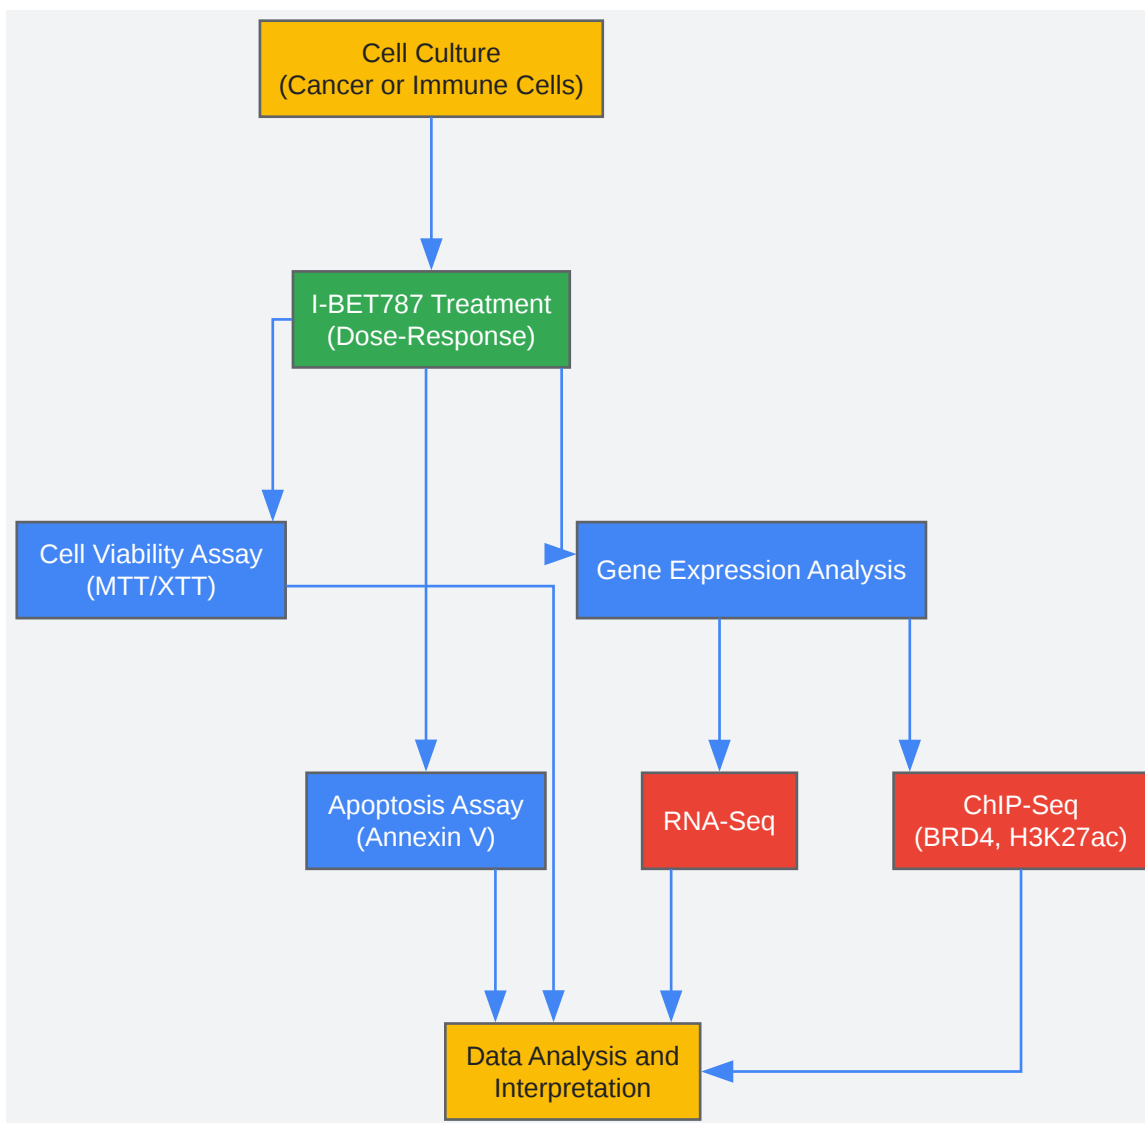 Cell Culture
(Cancer or Immune Cells)
I-BET787 Treatment
(Dose-Response)
Cell Viability Assay
(MTT/XTT)
Gene Expression Analysis
Apoptosis Assay
(Annexin V)
RNA-Seq
ChIP-Seq
(BRD4, H3K27ac)
Data Analysis and
Interpretation